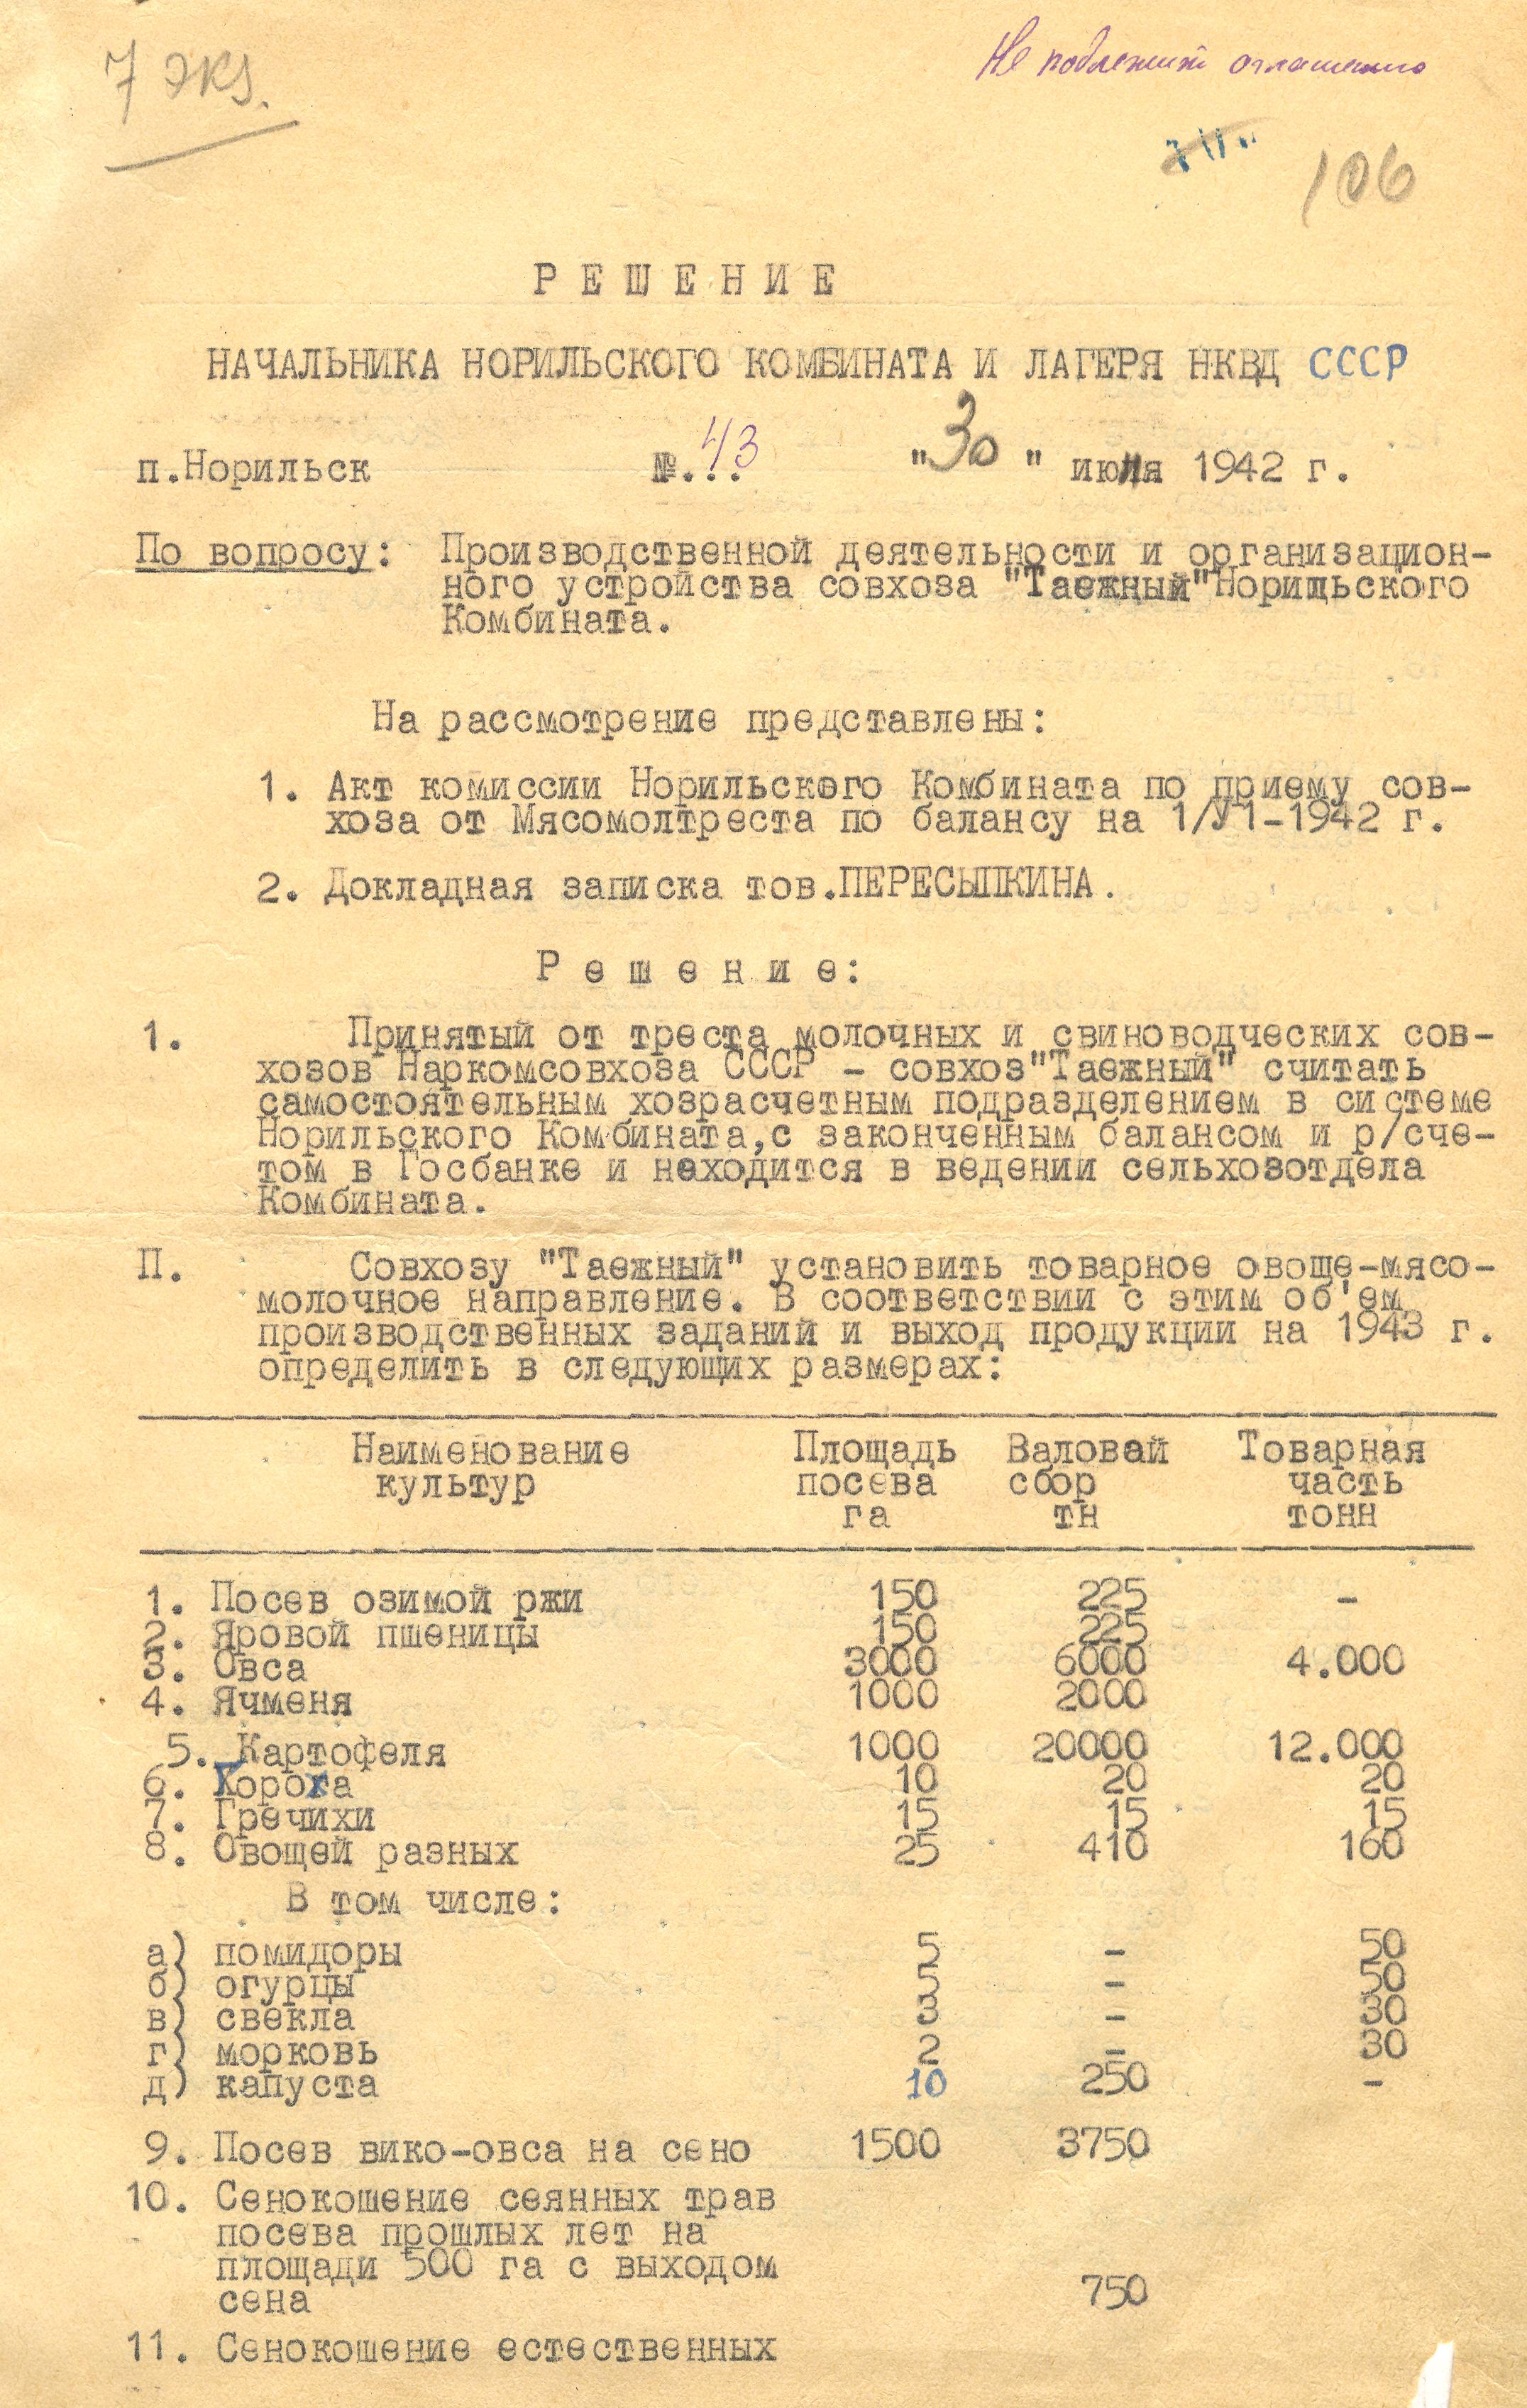 7 экз.
Не подлежит оглашению
106
РЕШЕНИЕ
НАЧАЛЬНИКА НОРИЛЬСКОГО КОМБИНАТА И ЛАГЕРЯ НКВД СССР
п.Норильск №...43 "30" июля 1942 г.
По вопросу: Производственной деятельности и организацион-
ного устройства совхоза "Таежный"Норильского
Комбината.
На рассмотрение представлены:
1. Акт комиссии Норильского Комбината по приему сов-
хоза от Мясомолтреста по балансу на 1/У1-1942 г.
2. Докладная записка тов.ПЕРЕСЫПКИНА.
Решение:
1. Принятый от треста молочных и свиноводческих сов-
хозов Наркомсовхоза СССР - совхоз"Таежный" считать
самостоятельным хозрасчетным подразделением в системе
Норильского Комбината,с законченным балансом и р/сче-
том в Госбанке и находится в ведении сельхозотдела
Комбината.
П. Совхозу "Таежный" установить товарное овоще-мясо-
молочное направление. В соответствии с этим об'ем
производственных заданий и выход продукции на 1943 г.
определить в следующих размерах:
Наименование Площадь Валовай Товарная
культур посева сбор часть
га тн тонн
1. Посев озимой ржи 150 225 -
2. Яровой пшеницы 150 225
3. Овса 3000 6000 4.000
4. Ячменя 1000 2000
5. Картофеля 1000 20000 12.000
6. Гороха 10 20 20
7. Гречихи 15 15 15
8. Овощей разных 25 410 160
В том числе:
а) помидоры 5 - 50
б) огурцы 5 - 50
в) свекла 3 - 30
г) морковь 2 - 30
д) капуста 10 250 -
9. Посев вико-овса на сено 1500 3750
10. Сенокошение сеянных трав
посева прошлых лет на
площади 500 га с выходом
сена 750
11. Сенокошение естественных